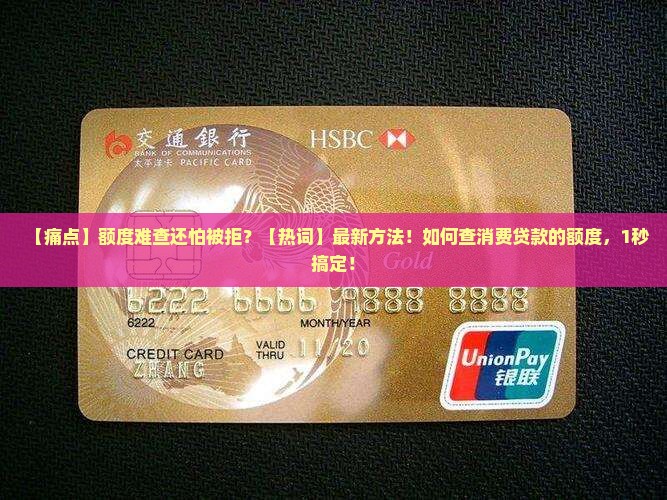 交通銀行
BANK OF COMMUNICATIONS
太平洋卡 PACIFIC CARD
HSBC
【痛点】额度难查还怕被拒？【热词】最新方法！如何查消费贷款的额度，1秒
搞定！
Gold
6222 6666 8888
6222
MONTH/YEAR
CREDIT CARD
VALID
THRU
11/20
ZHANG
UnionPay
银联